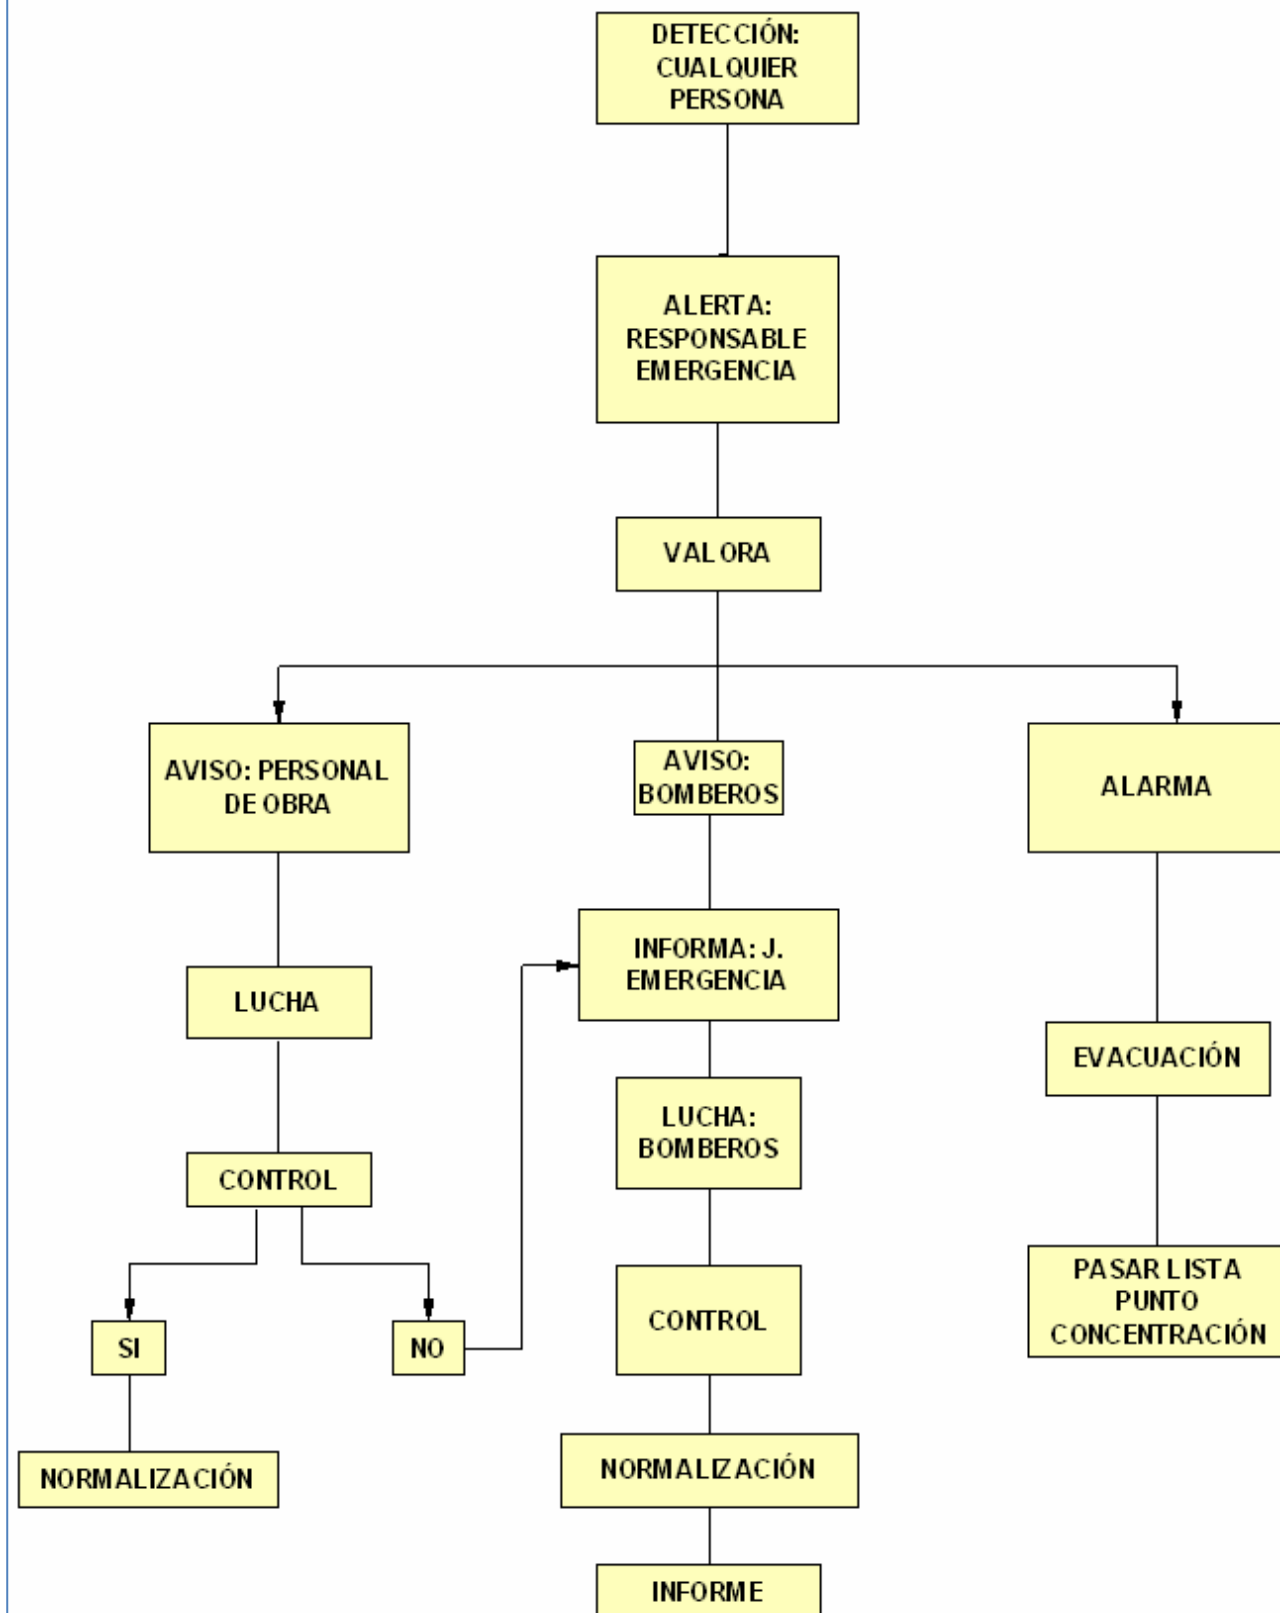 DETECCIÓN:
CUALQUIER
PERSONA
ALERTA:
RESPONSABLE
EMERGENCIA
VALORA
AVISO: PERSONAL
DE OBRA
AVISO:
BOMBEROS
ALARMA
INFORMA: J.
EMERGENCIA
LUCHA
EVACUACIÓN
LUCHA:
BOMBEROS
CONTROL
PASAR LISTA
PUNTO
CONCENTRACIÓN
CONTROL
SI
NO
NORMALIZACIÓN
NORMALIZACIÓN
INFORME